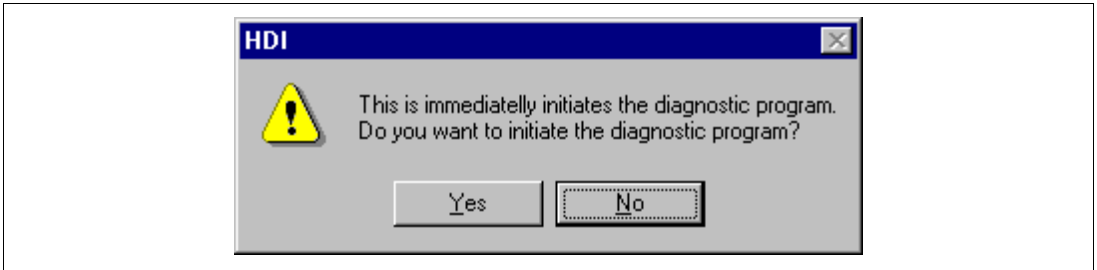 HDI
This is immediatelly initiates the diagnostic program.
Do you want to initiate the diagnostic program?
Yes
No